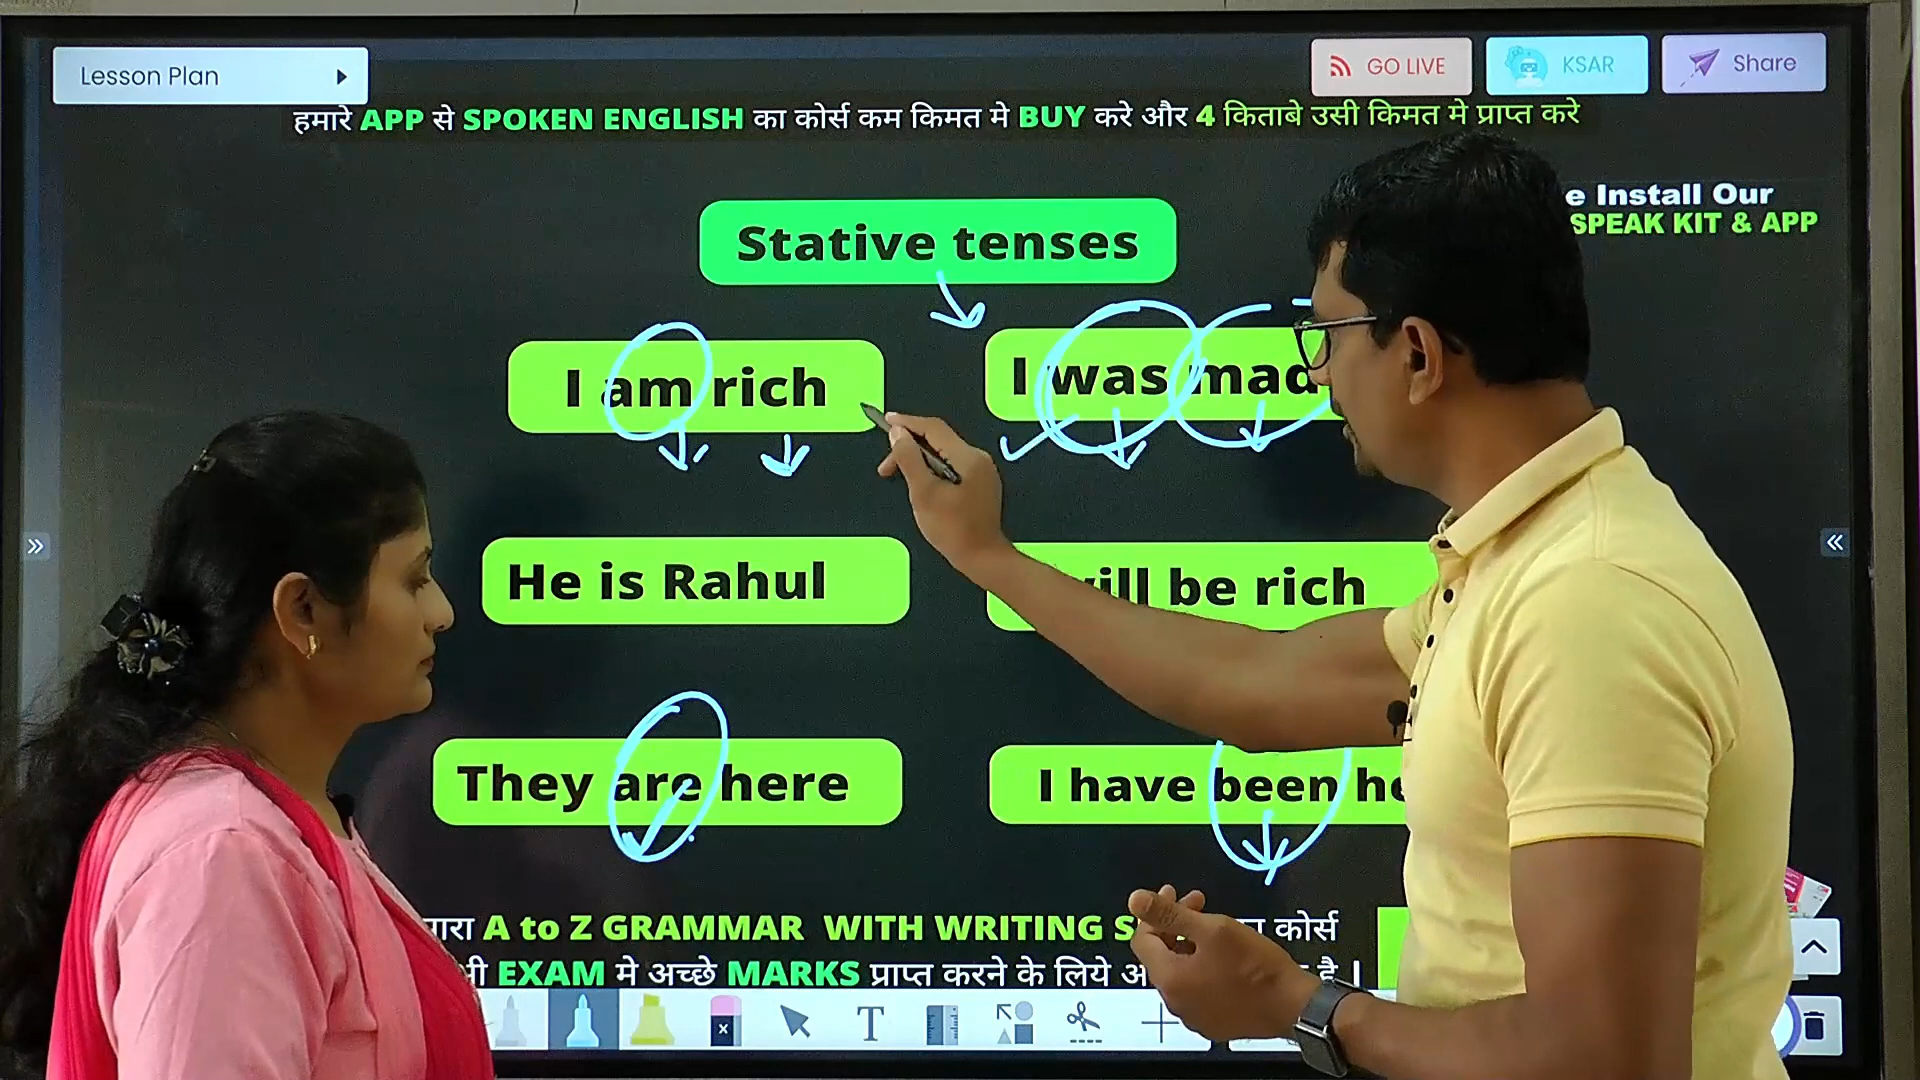 Lesson Plan
GO LIVE
KSAR
Share
हमारे APP से SPOKEN ENGLISH का कोर्स कम किमत मे BUY करे और 4 किताबे उसी किमत मे प्राप्त करे
Install Our
SPEAK KIT & APP
Stative tenses
I am rich
I was mad
He is Rahul
will be rich
They are here
I have been
A to Z GRAMMAR WITH WRITING कोर्स
EXAM मे अच्छे MARKS प्राप्त करने के लिये है |
T